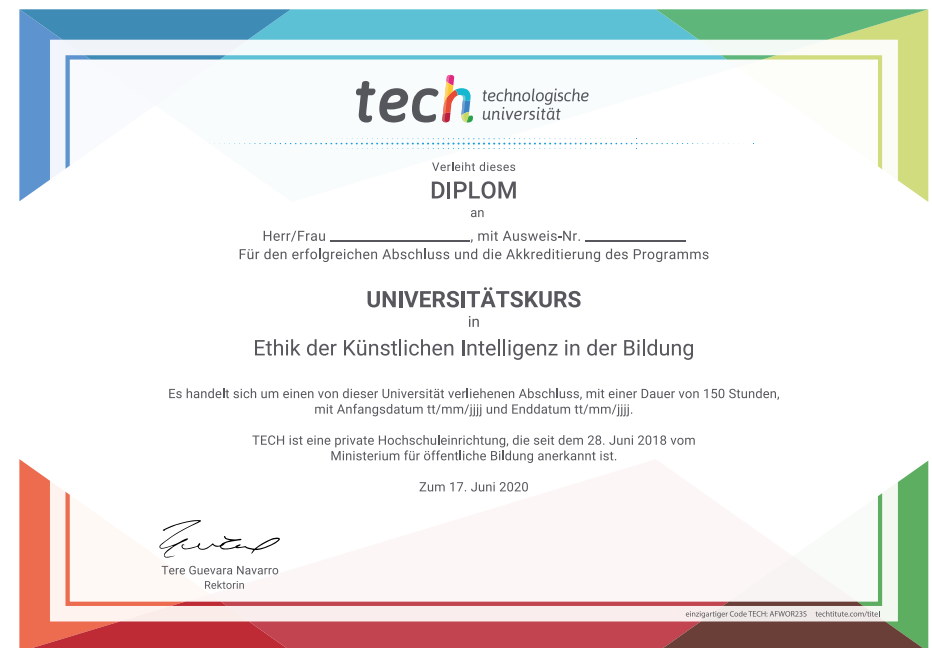 tech technologische
universität
Verleiht dieses
DIPLOM
an
Herr/Frau ____________________, mit Ausweis-Nr. ______________
Für den erfolgreichen Abschluss und die Akkreditierung des Programms
UNIVERSITÄTSKURS
in
Ethik der Künstlichen Intelligenz in der Bildung
Es handelt sich um einen von dieser Universität verliehenen Abschluss, mit einer Dauer von 150 Stunden,
mit Anfangsdatum tt/mm/jjjj und Enddatum tt/mm/jjjj.
TECH ist eine private Hochschuleinrichtung, die seit dem 28. Juni 2018 vom
Ministerium für öffentliche Bildung anerkannt ist.
Zum 17. Juni 2020
Tere Guevara Navarro
Rektorin
einzigartiger Code TECH: AFWOR23S techtitute.com/titel